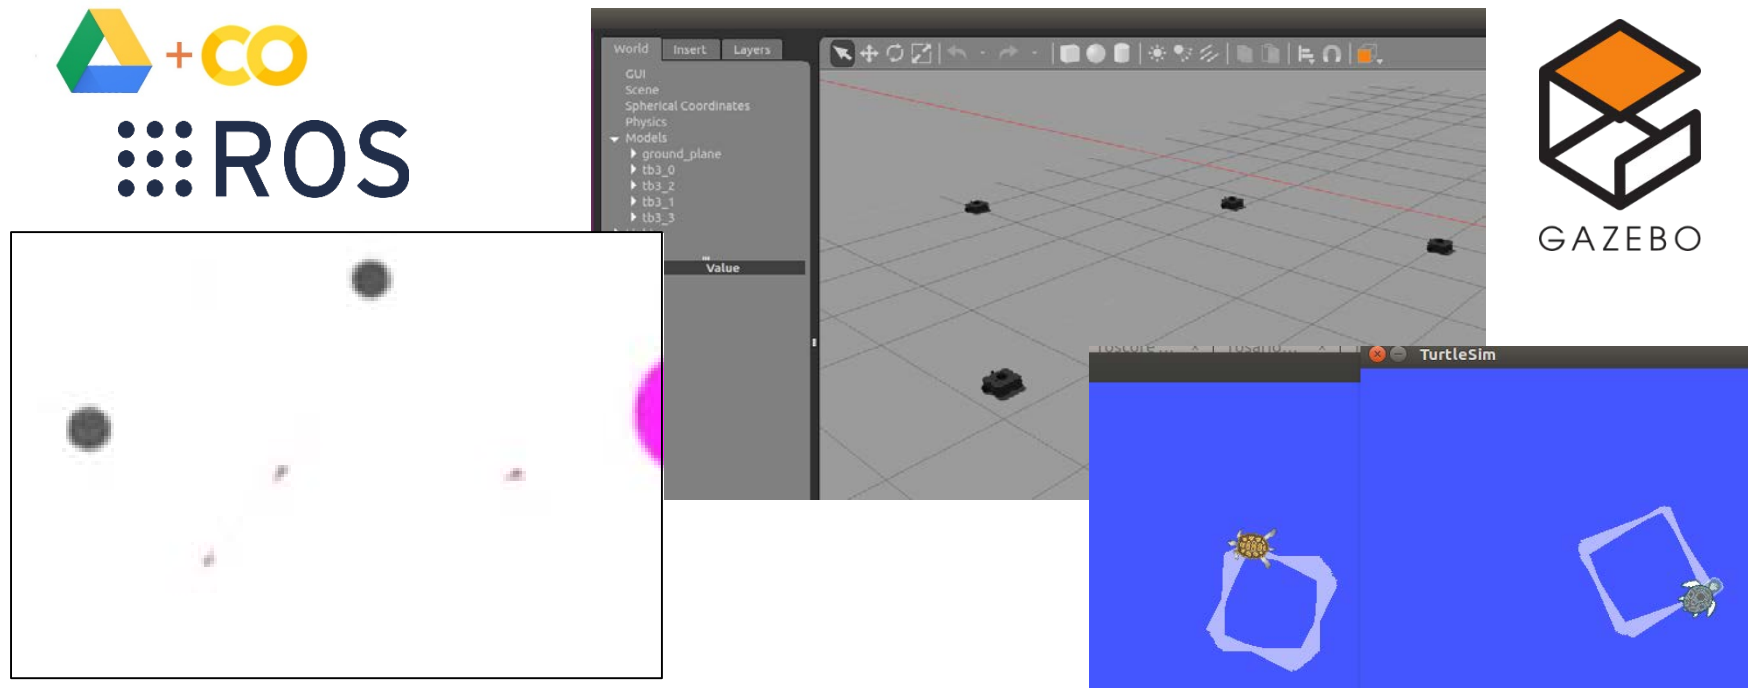 +CO
ROS
World Insert Layers
GUI
Scene
Spherical Coordinates
Physics
Models
ground_plane
tb3_0
tb3_2
tb3_1
tb3_3
Value
GAZEBO
TurtleSim